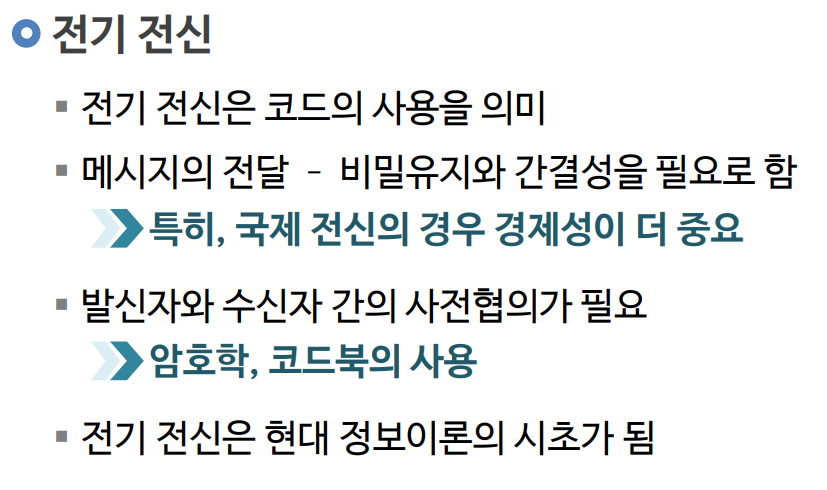 전기 전신
전기 전신은 코드의 사용을 의미
메시지의 전달 - 비밀유지와 간결성을 필요로 함
특히, 국제 전신의 경우 경제성이 더 중요
발신자와 수신자 간의 사전협의가 필요
암호학, 코드북의 사용
전기 전신은 현대 정보이론의 시초가 됨